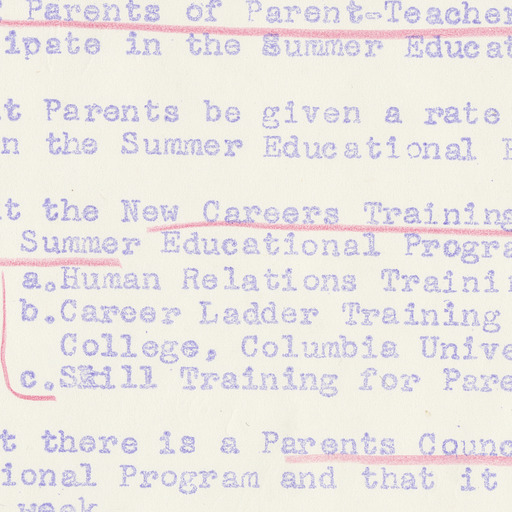 Parents of Parent-Teacher
ipate in the Summer Educat
t Parents be given a rate
n the Summer Educational
t the New Careers Training
Summer Educational Progra
a. Human Relations Traini
b. Career Ladder Training
College, Columbia Unive
c. Skill Training for Pare
t there is a Parents Counc
ional Program and that it
week